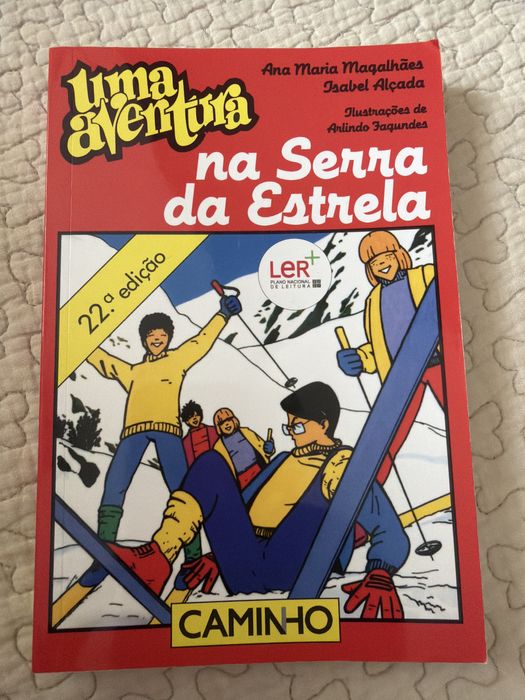 uma
aventura
Ana Maria Magalhães
Isabel Alçada
Ilustrações de
Arlindo Fagundes
na Serra
da Estrela
22.ª edição
LER+
PLANO NACIONAL
DE LEITURA
CAMINHO